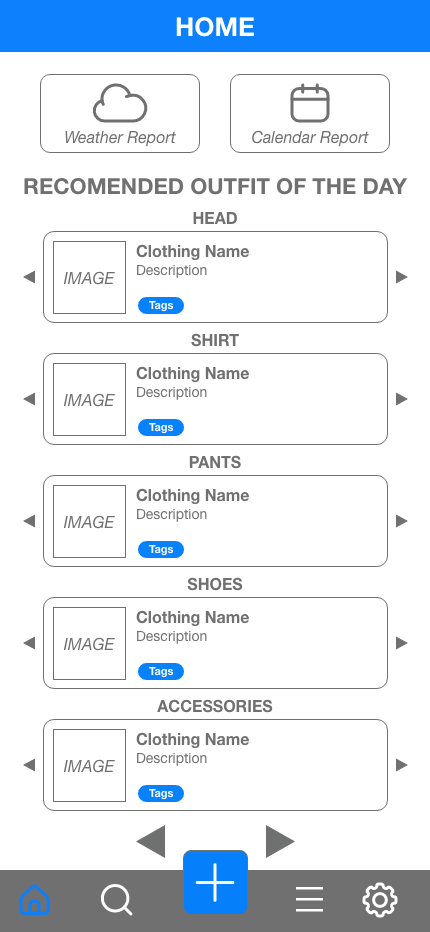 HOME
Weather Report
Calendar Report
RECOMENDED OUTFIT OF THE DAY
HEAD
IMAGE
Clothing Name
Description
Tags
SHIRT
IMAGE
Clothing Name
Description
Tags
PANTS
IMAGE
Clothing Name
Description
Tags
SHOES
IMAGE
Clothing Name
Description
Tags
ACCESSORIES
IMAGE
Clothing Name
Description
Tags